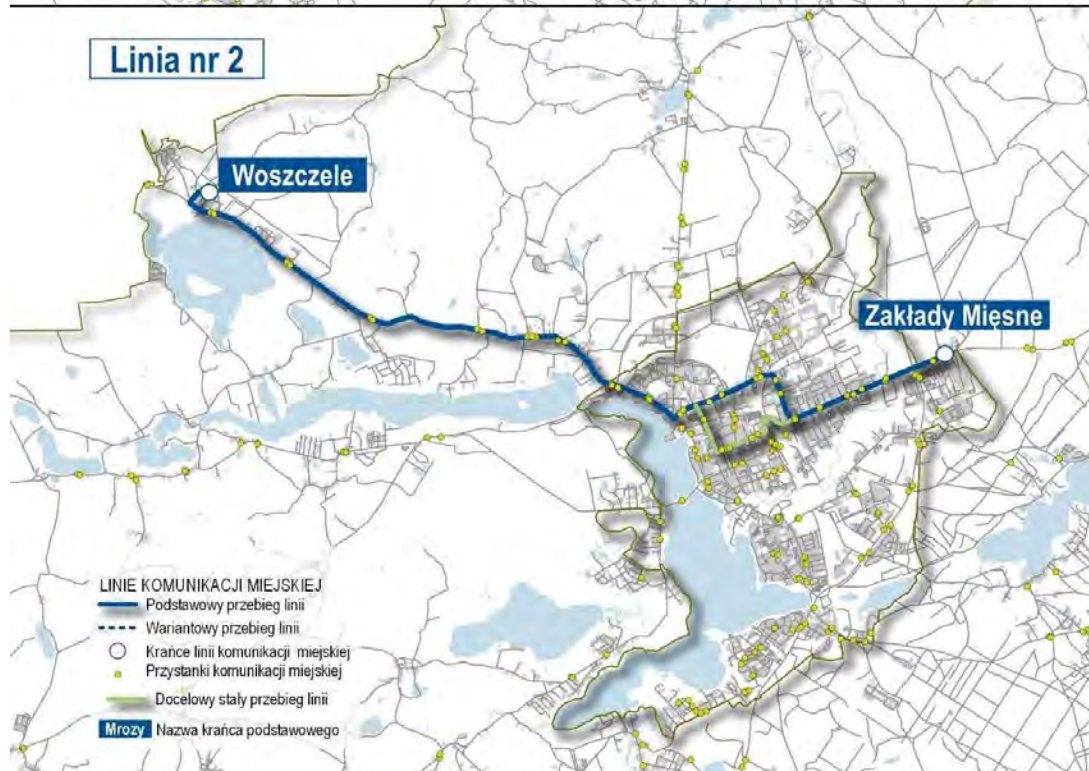 Linia nr 2
Woszczele
Zakłady Mięsne
LINIE KOMUNIKACJI MIEJSKIEJ
Podstawowy przebieg linii
Wariantowy przebieg linii
Krańce linii komunikacji miejskiej
Przystanki komunikacji miejskiej
Docelowy stały przebieg linii
Mrozy Nazwa krańca podstawowego